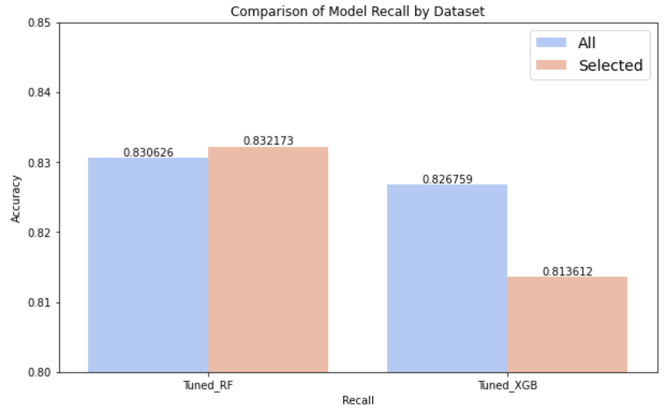 Comparison of Model Recall by Dataset
0.85
0.84
0.83
0.82
0.81
0.80
Accuracy
All
Selected
0.830626
0.832173
0.826759
0.813612
Tuned_RF
Tuned_XGB
Recall